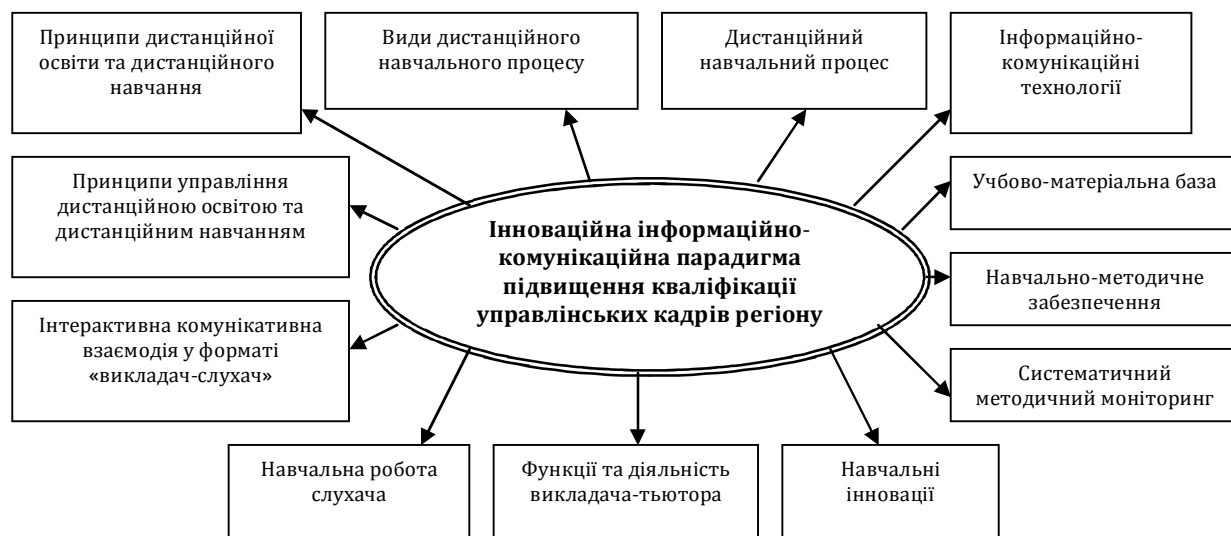 Принципи дистанційної
освіти та дистанційного
навчання
Види дистанційного
навчального процесу
Дистанційний
навчальний процес
Інформаційно-
комунікаційні
технології
Принципи управління
дистанційною освітою та
дистанційним навчанням
Учбово-матеріальна база
Інноваційна інформаційно-
комунікаційна парадигма
підвищення кваліфікації
управлінських кадрів регіону
Навчально-методичне
забезпечення
Інтерактивна комунікативна
взаємодія у форматі
«викладач-слухач»
Систематичний
методичний моніторинг
Навчальна робота
слухача
Функції та діяльність
викладача-тьютора
Навчальні
інновації